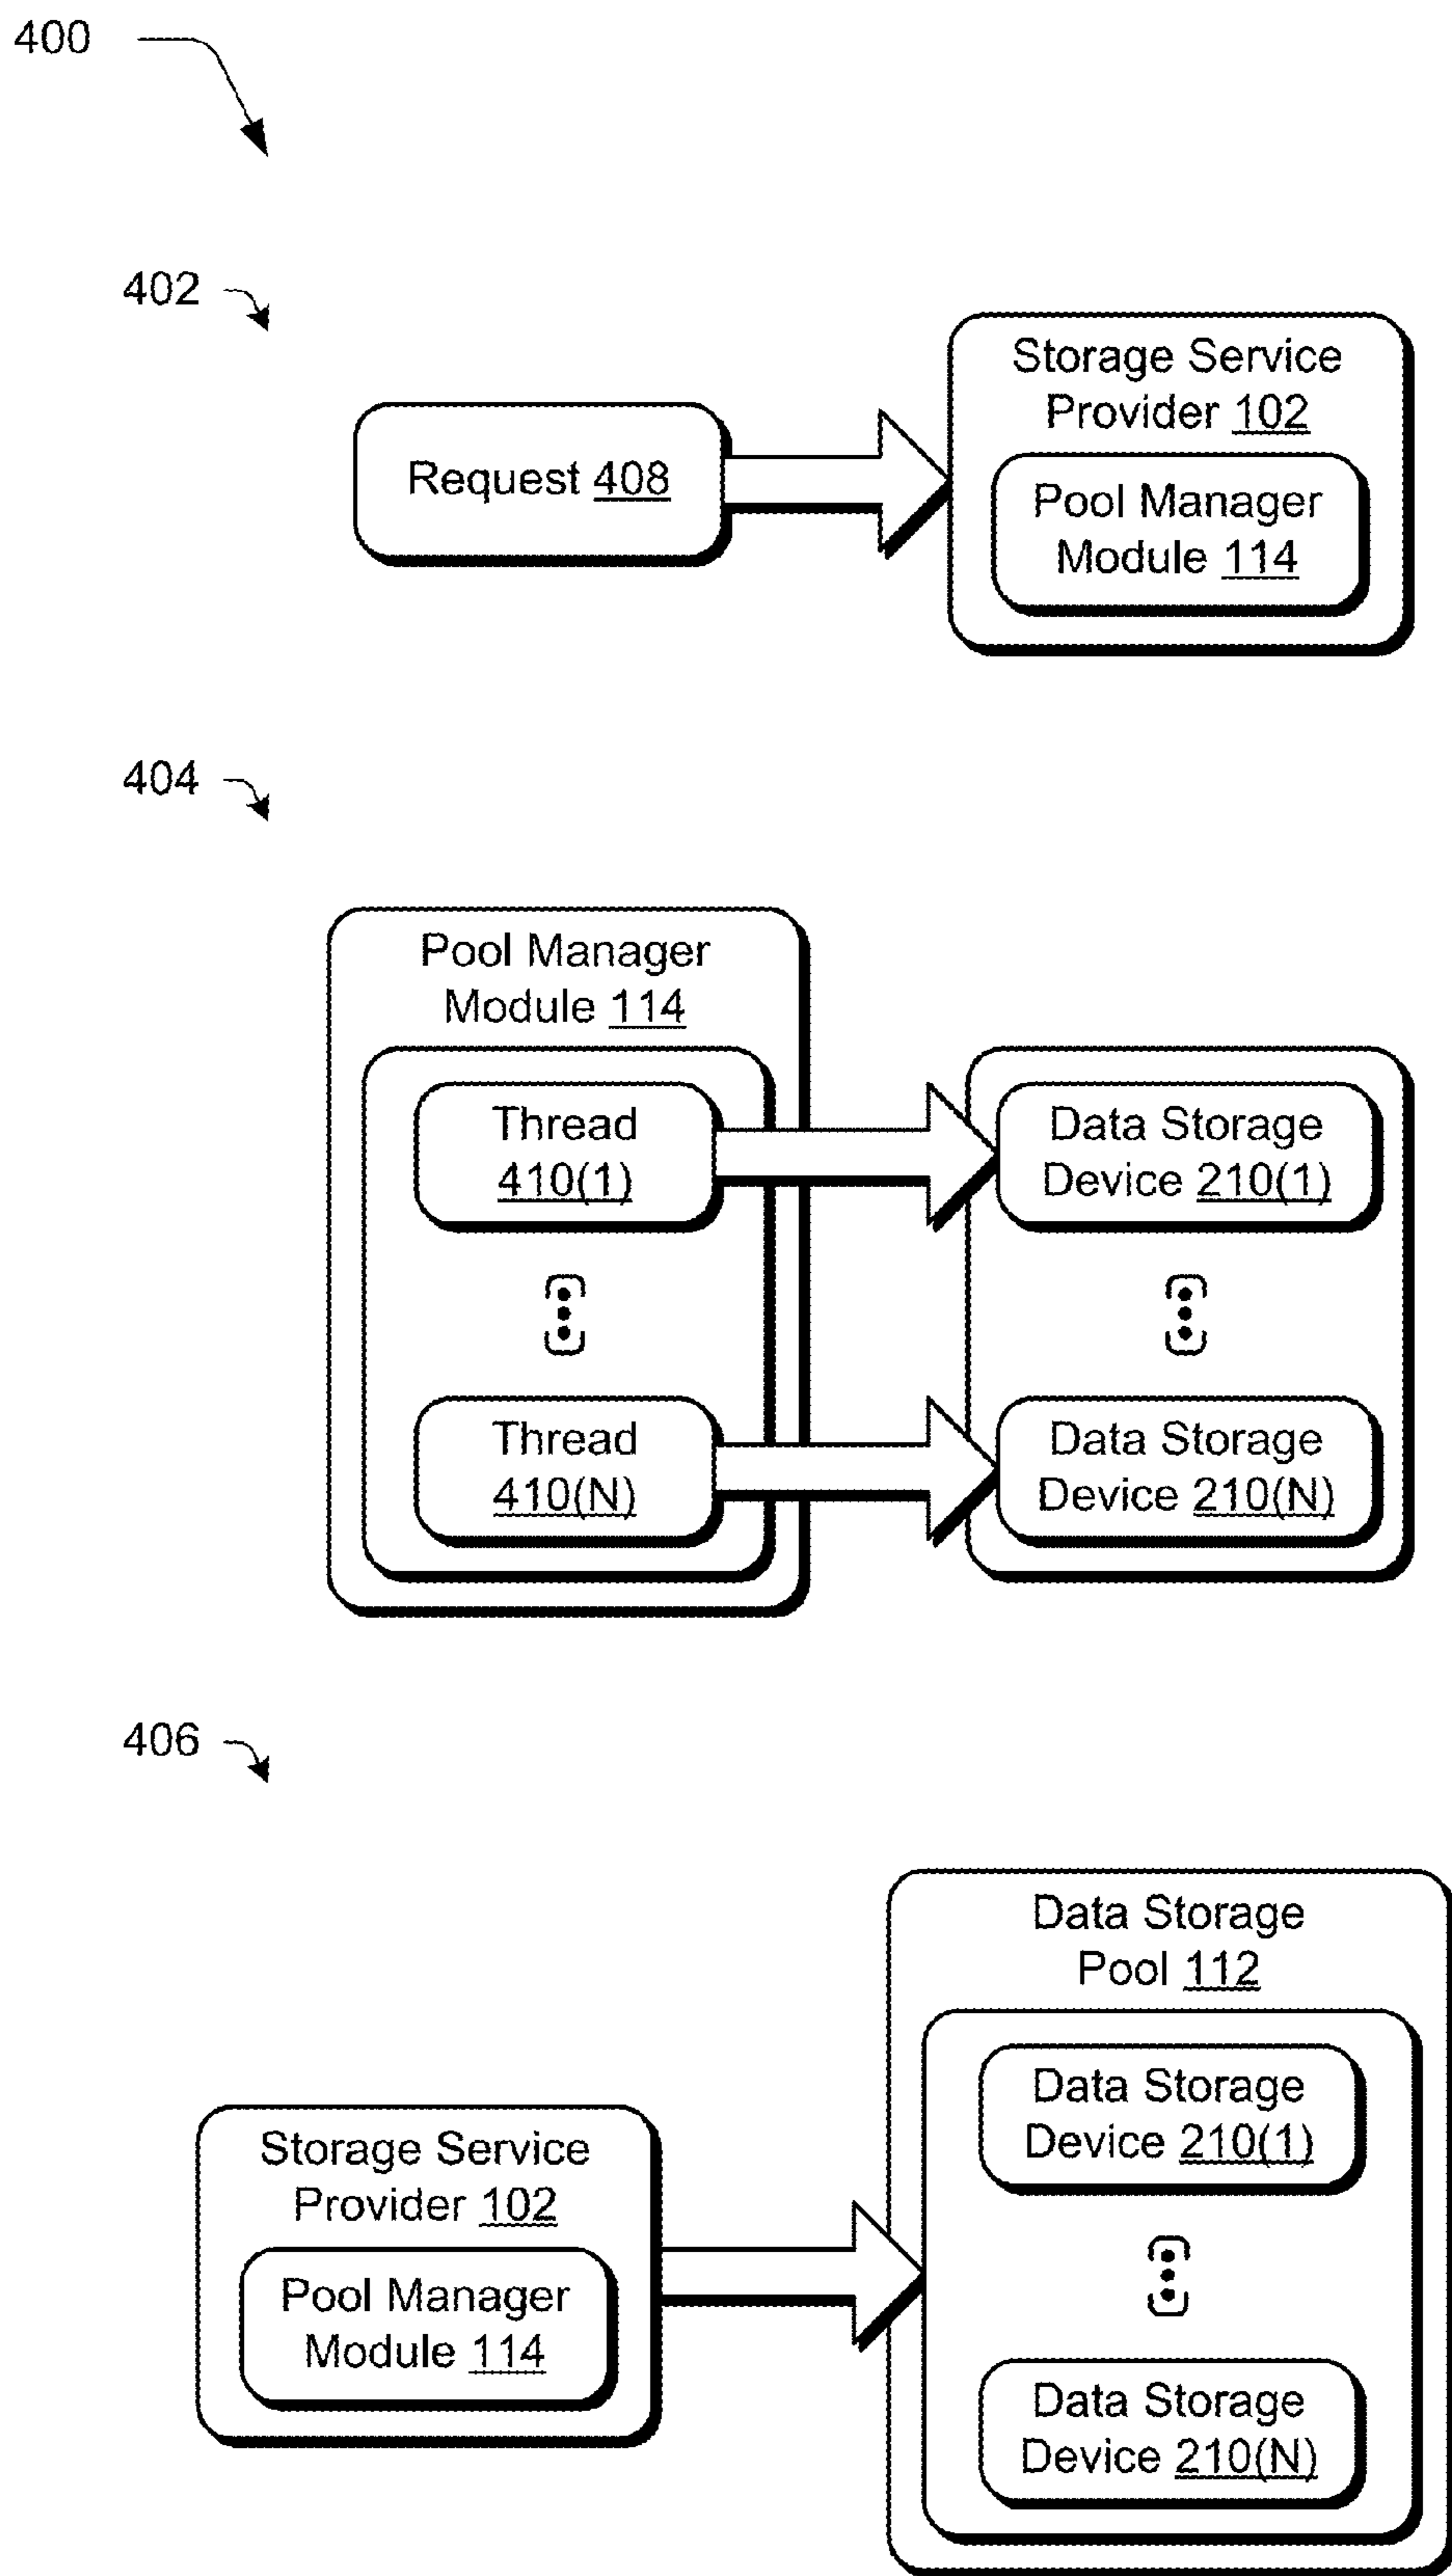 400
402
Storage Service
Provider 102
Request 408
Pool Manager
Module 114
404
Pool Manager
Module 114
Thread
410(1)
Data Storage
Device 210(1)
Thread
410(N)
Data Storage
Device 210(N)
406
Data Storage
Pool 112
Data Storage
Device 210(1)
Storage Service
Provider 102
Pool Manager
Module 114
Data Storage
Device 210(N)